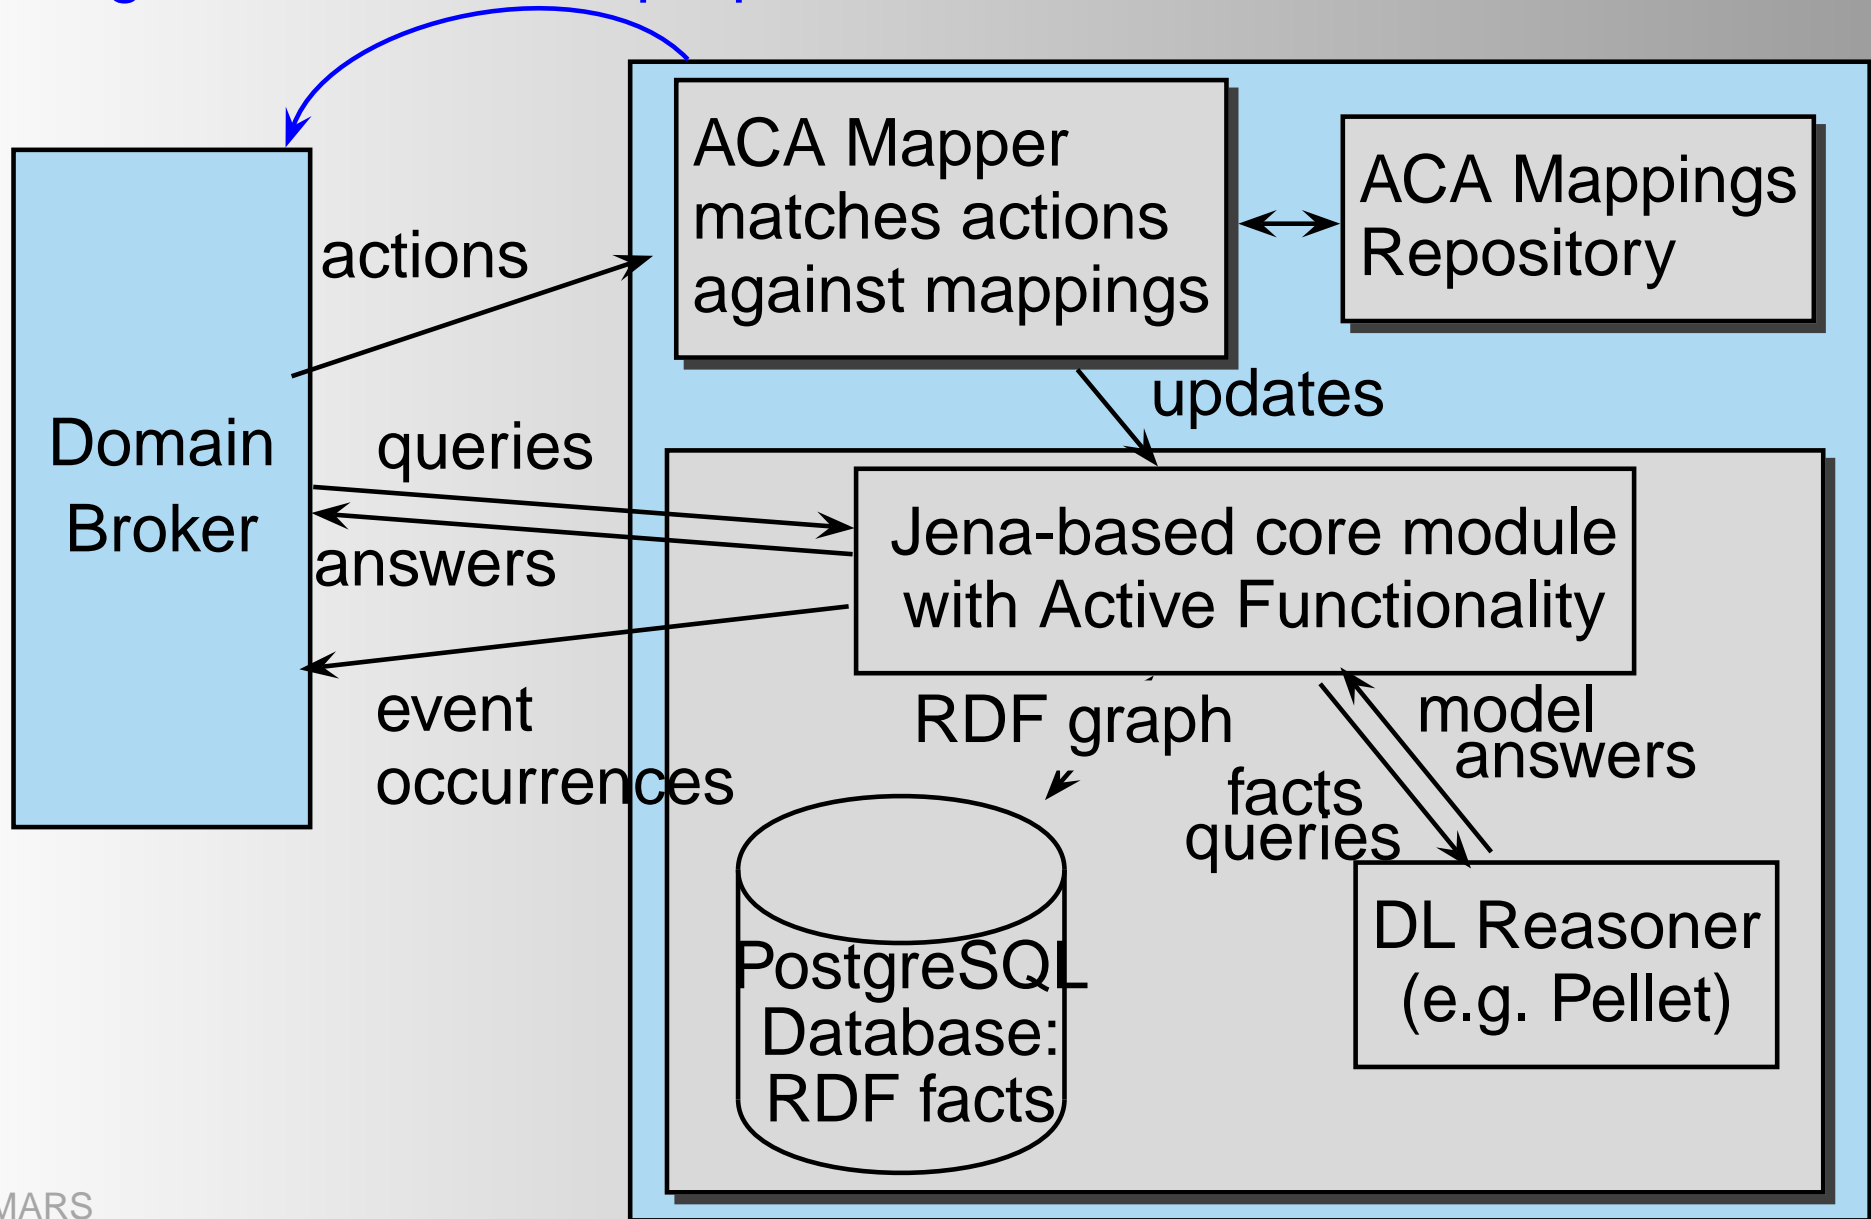 ACA Mapper
matches actions
against mappings
ACA Mappings
Repository
actions
updates
Domain
Broker
queries
answers
Jena-based core module
with Active Functionality
event
occurrences
RDF graph
model
answers
facts
queries
PostgreSQL
Database:
RDF facts
DL Reasoner
(e.g. Pellet)
MARS